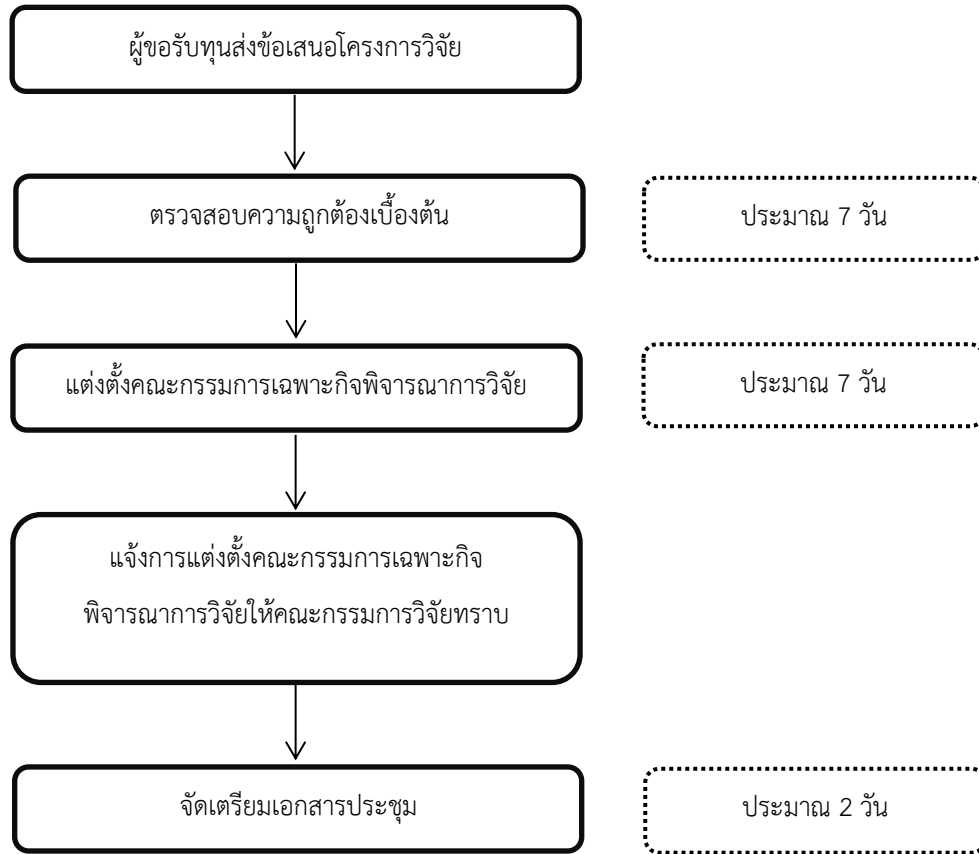 ผู้ขอรับทุนส่งข้อเสนอโครงการวิจัย
ตรวจสอบความถูกต้องเบื้องต้น
ประมาณ 7 วัน
แต่งตั้งคณะกรรมการเฉพาะกิจพิจารณาการวิจัย
ประมาณ 7 วัน
แจ้งการแต่งตั้งคณะกรรมการเฉพาะกิจ
พิจารณาการวิจัยให้คณะกรรมการวิจัยทราบ
จัดเตรียมเอกสารประชุม
ประมาณ 2 วัน